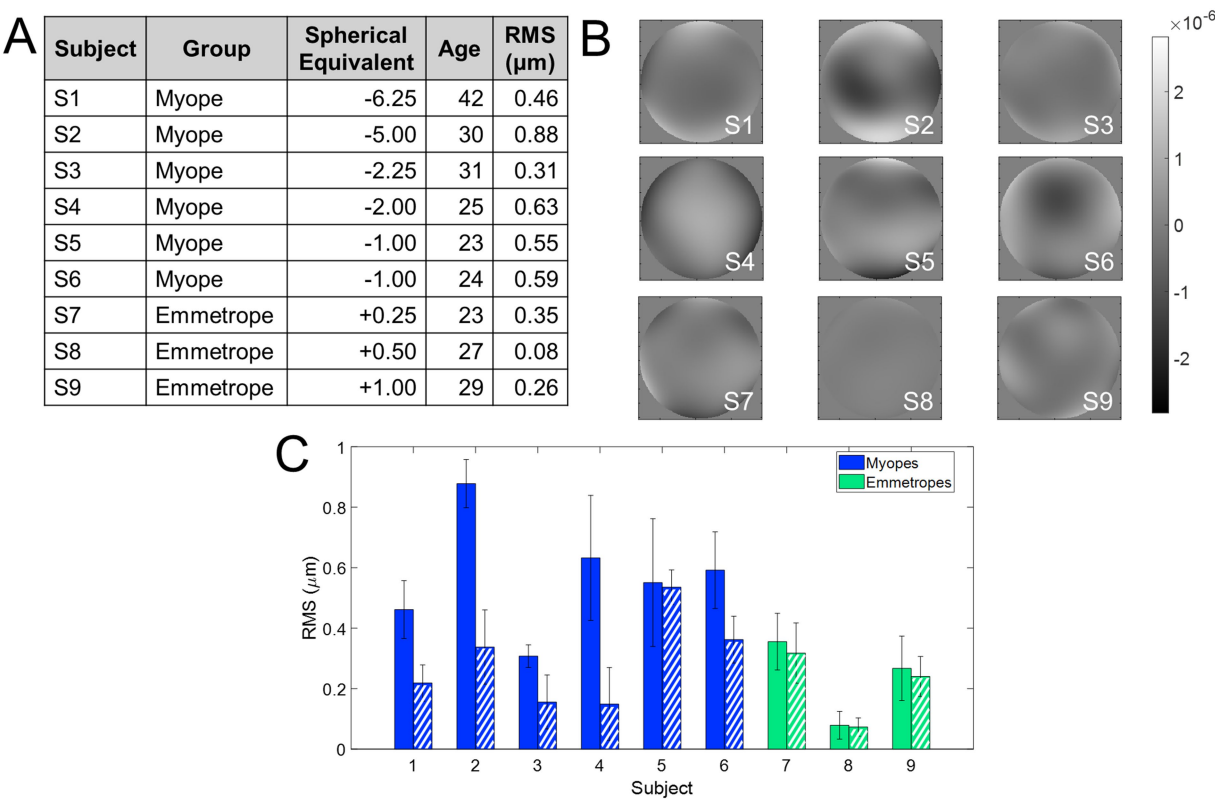 A
Subject Group Spherical Equivalent Age RMS (µm)
S1 Myope -6.25 42 0.46
S2 Myope -5.00 30 0.88
S3 Myope -2.25 31 0.31
S4 Myope -2.00 25 0.63
S5 Myope -1.00 23 0.55
S6 Myope -1.00 24 0.59
S7 Emmetrope +0.25 23 0.35
S8 Emmetrope +0.50 27 0.08
S9 Emmetrope +1.00 29 0.26
B
S1 S2 S3
S4 S5 S6
S7 S8 S9
×10⁻⁶
2
1
0
-1
-2
C
Myopes
Emmetropes
RMS (µm)
1
0.8
0.6
0.4
0.2
0
1 2 3 4 5 6 7 8 9
Subject